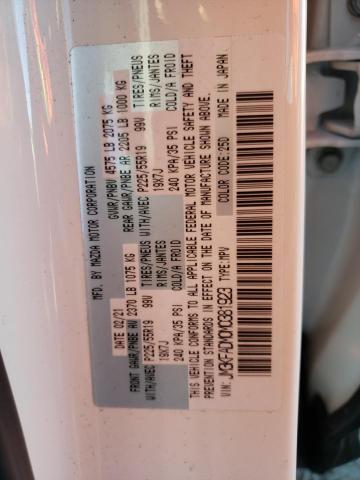 MFD. BY MAZDA MOTOR CORPORATION
DATE: 02/21 GVWR/PNBV 4575 LB 2075 KG
FRONT GAWR/PNBE AV 2370 LB 1075 KG REAR GAWR/PNBE AR 2205 LB 1000 KG
WITH/AVEC P225/55R19 99V TIRES/PNEUS WITH/AVEC P225/55R19 99V TIRES/PNEUS
19X7J RIMS/JANTES 19X7J RIMS/JANTES
240 KPA/35 PSI COLD/A FROID 240 KPA/35 PSI COLD/A FROID
THIS VEHICLE CONFORMS TO ALL APPLICABLE FEDERAL MOTOR VEHICLE SAFETY AND THEFT
PREVENTION STANDARDS IN EFFECT ON THE DATE OF MANUFACTURE SHOWN ABOVE.
COLOR CODE:25D MADE IN JAPAN
VIN: TYPE:MPV